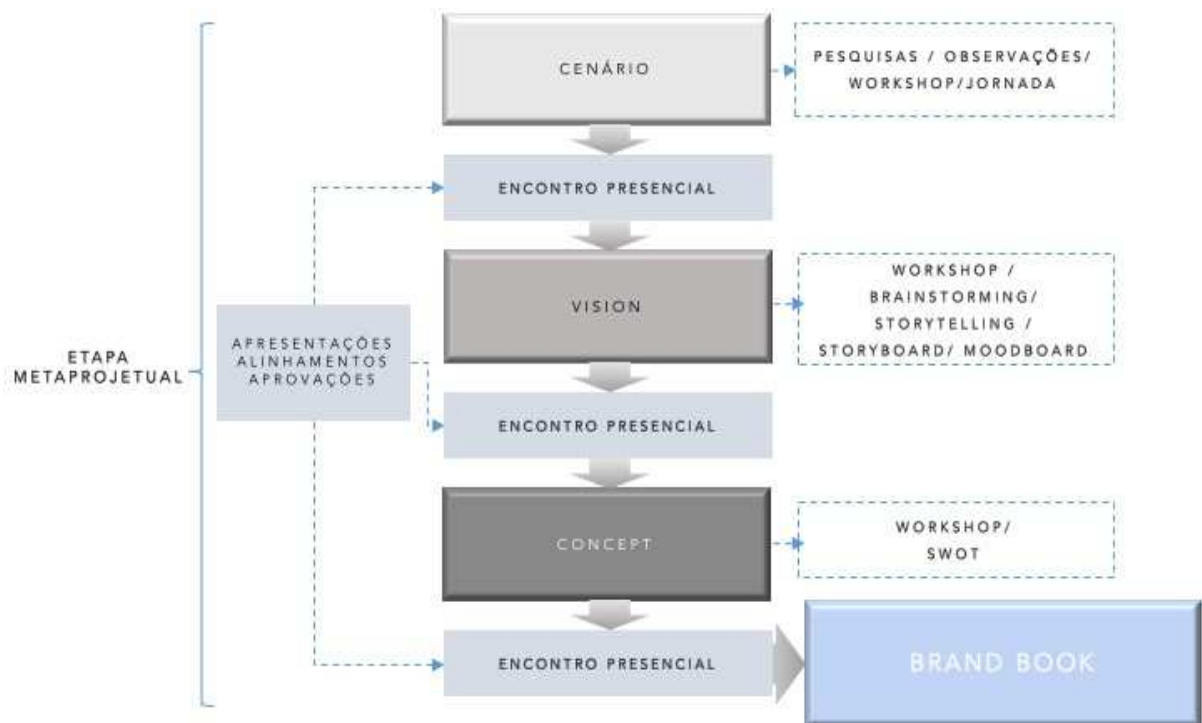 CENÁRIO
PESQUISAS / OBSERVAÇÕES/
WORKSHOP/JORNADA
ENCONTRO PRESENCIAL
VISION
WORKSHOP /
BRAINSTORMING/
STORYTELLING /
STORYBOARD/ MOODBOARD
ETAPA
METAPROJETUAL
APRESENTAÇÕES
ALINHAMENTOS
APROVAÇÕES
ENCONTRO PRESENCIAL
CONCEPT
WORKSHOP/
SWOT
ENCONTRO PRESENCIAL
BRAND BOOK